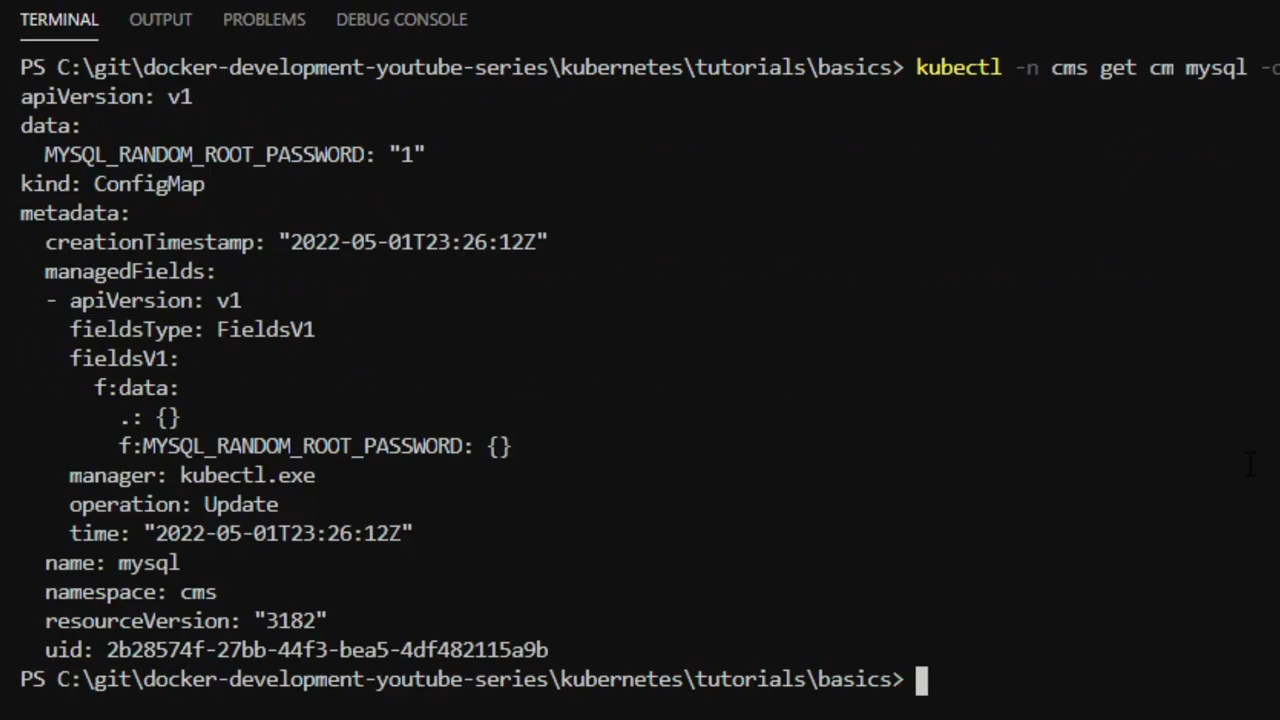 TERMINAL OUTPUT PROBLEMS DEBUG CONSOLE
PS C:\git\docker-development-youtube-series\kubernetes\tutorials\basics> kubectl -n cms get cm mysql
apiVersion: v1
data:
  MYSQL_RANDOM_ROOT_PASSWORD: "1"
kind: ConfigMap
metadata:
  creationTimestamp: "2022-05-01T23:26:12Z"
  managedFields:
  - apiVersion: v1
    fieldsType: FieldsV1
    fieldsV1:
      f:data:
        .: {}
        f:MYSQL_RANDOM_ROOT_PASSWORD: {}
    manager: kubectl.exe
    operation: Update
    time: "2022-05-01T23:26:12Z"
  name: mysql
  namespace: cms
  resourceVersion: "3182"
  uid: 2b28574f-27bb-44f3-bea5-4df482115a9b
PS C:\git\docker-development-youtube-series\kubernetes\tutorials\basics>